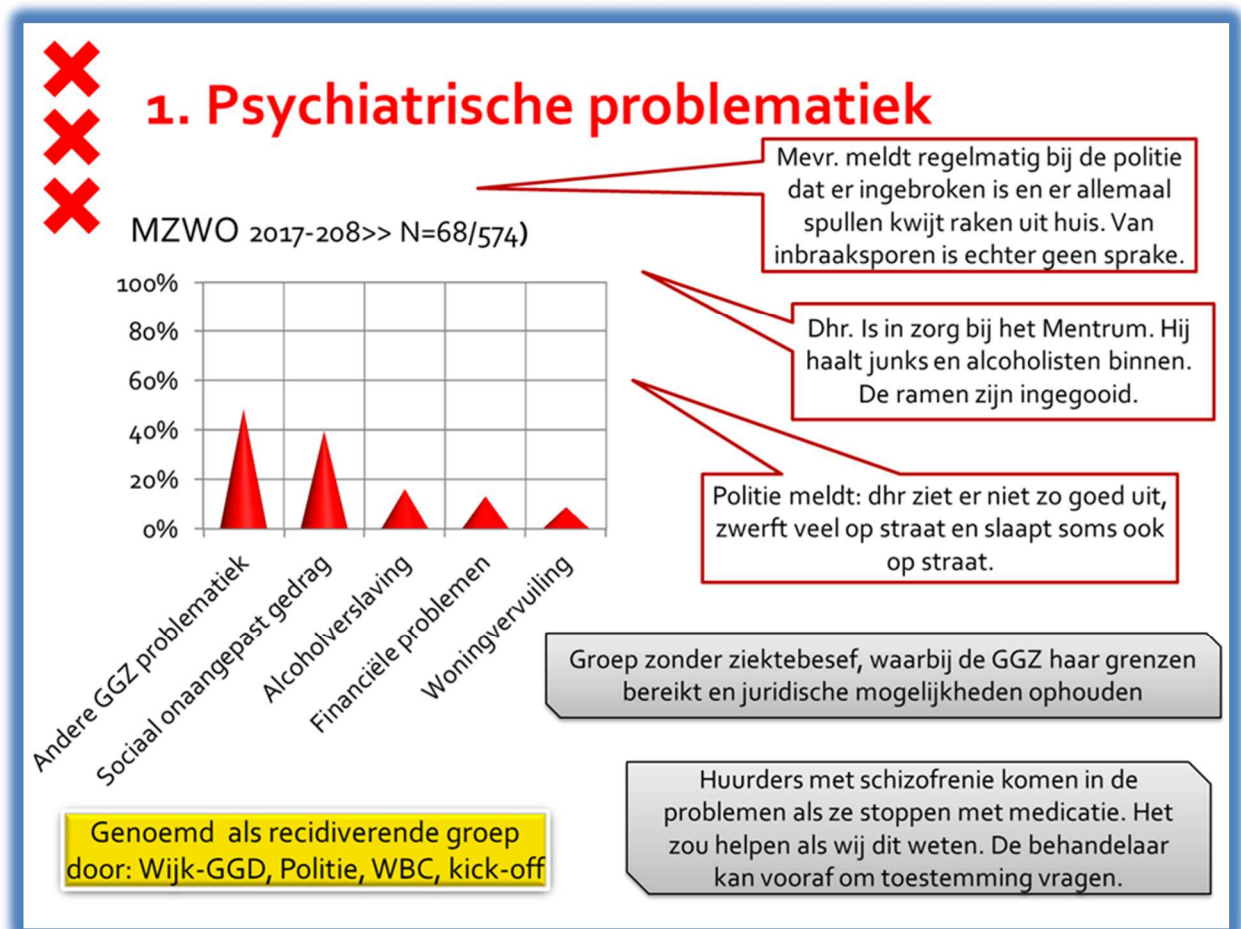 1. Psychiatrische problematiek
MZWO 2017-208>> N=68/574)
100%
80%
60%
40%
20%
0%
Andere GGZ problematiek
Sociaal onaangepast gedrag
Alcoholverslaving
Financiële problemen
Woningvervuiling
Mevr. meldt regelmatig bij de politie
dat er ingebroken is en er allemaal
spullen kwijt raken uit huis. Van
inbraaksporen is echter geen sprake.
Dhr. Is in zorg bij het Mentrum. Hij
haalt junks en alcoholisten binnen.
De ramen zijn ingegooid.
Politie meldt: dhr ziet er niet zo goed uit,
zwerft veel op straat en slaapt soms ook
op straat.
Groep zonder ziektebesef, waarbij de GGZ haar grenzen
bereikt en juridische mogelijkheden ophouden
Huurders met schizofrenie komen in de
problemen als ze stoppen met medicatie. Het
zou helpen als wij dit weten. De behandelaar
kan vooraf om toestemming vragen.
Genoemd als recidiverende groep
door: Wijk-GGD, Politie, WBC, kick-off